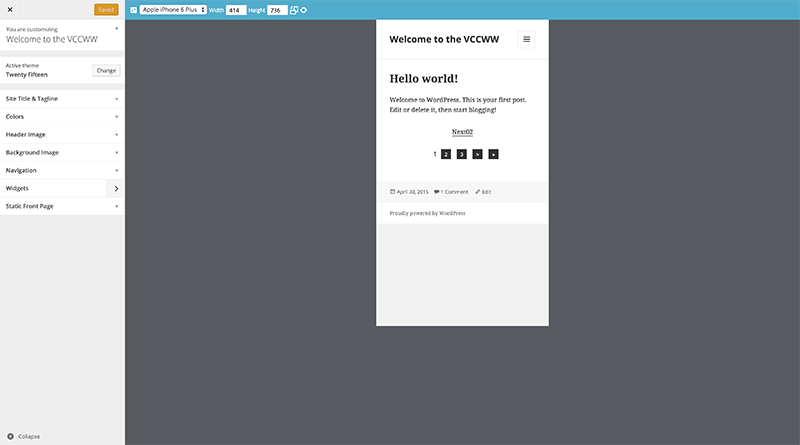 Saved
You are customizing
Welcome to the VCCWW
Active theme
Twenty Fifteen
Change
Site Title & Tagline
Colors
Header Image
Background Image
Navigation
Widgets
Static Front Page
Collapse
Apple iPhone 6 Plus Width 414 Height 736
Welcome to the VCCWW
Hello world!
Welcome to WordPress. This is your first post.
Edit or delete it, then start blogging!
Next02
1 2 3 > »
April 30, 2015 1 Comment Edit
Proudly powered by WordPress